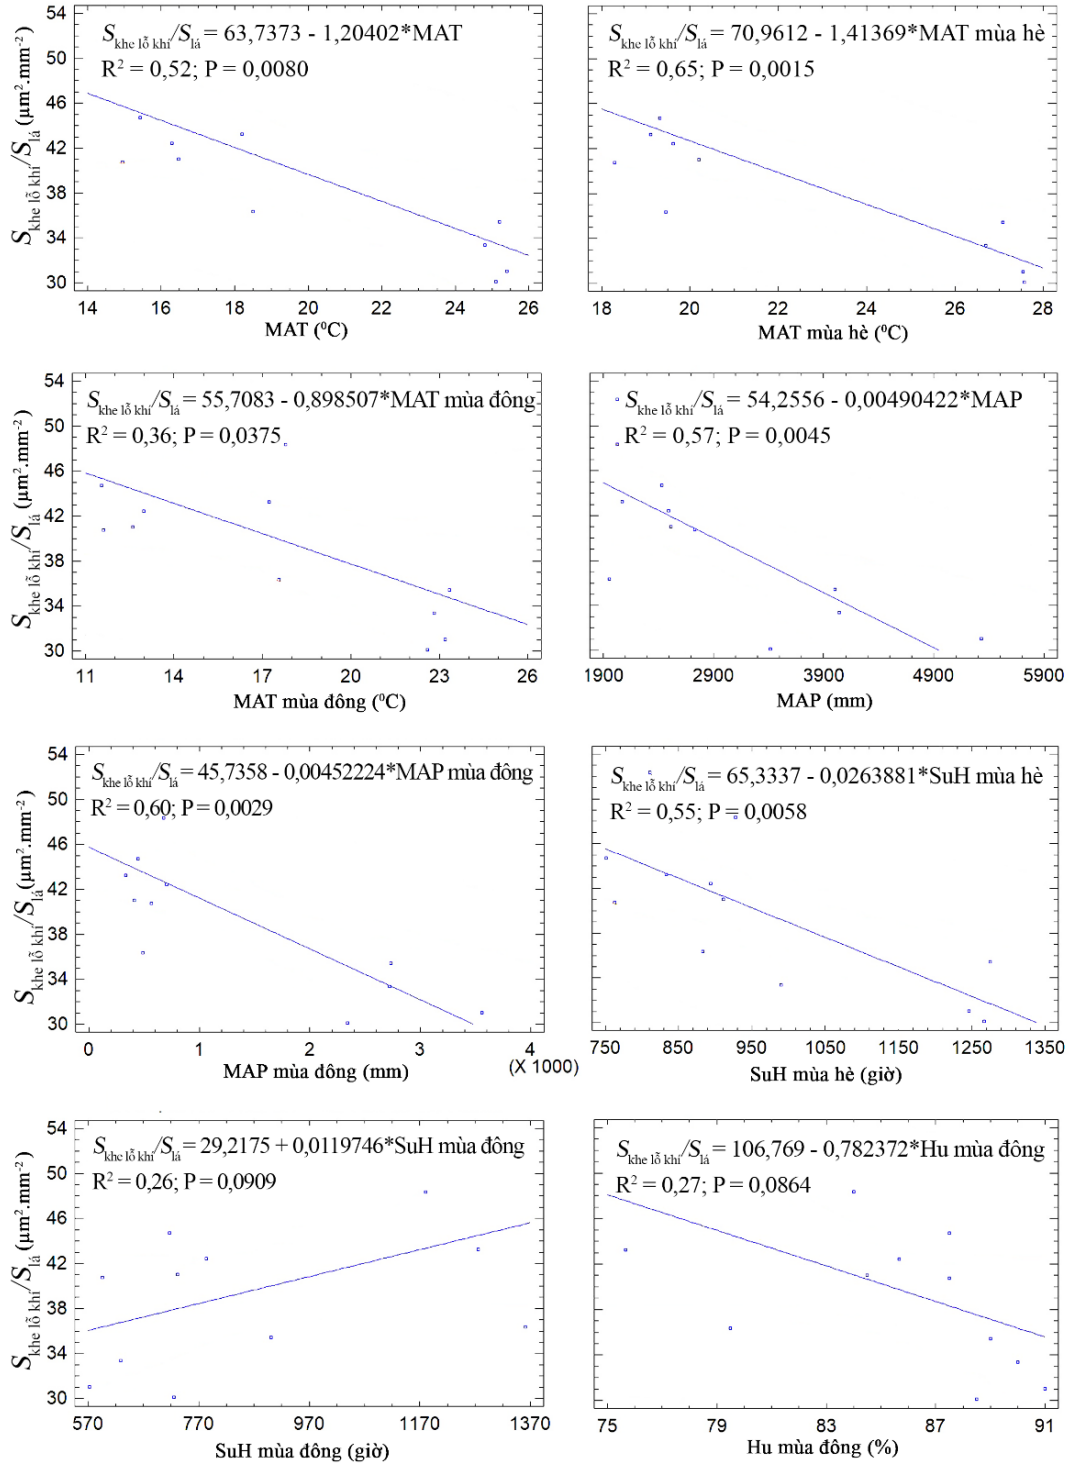 S khe lỗ khí/S lá (µm².mm⁻²)
54
50
46
42
38
34
30
S khe lỗ khí/S lá = 63,7373 - 1,20402*MAT
R² = 0,52; P = 0,0080
14 16 18 20 22 24 26
MAT (⁰C)
S khe lỗ khí/S lá = 70,9612 - 1,41369*MAT mùa hè
R² = 0,65; P = 0,0015
18 20 22 24 26 28
MAT mùa hè (⁰C)
S khe lỗ khí/S lá (µm².mm⁻²)
54
50
46
42
38
34
30
S khe lỗ khí/S lá = 55,7083 - 0,898507*MAT mùa đông
R² = 0,36; P = 0,0375
11 14 17 20 23 26
MAT mùa đông (⁰C)
S khe lỗ khí/S lá = 54,2556 - 0,00490422*MAP
R² = 0,57; P = 0,0045
1900 2900 3900 4900 5900
MAP (mm)
S khe lỗ khí/S lá (µm².mm⁻²)
54
50
46
42
38
34
30
S khe lỗ khí/S lá = 45,7358 - 0,00452224*MAP mùa đông
R² = 0,60; P = 0,0029
0 1 2 3 4
(X 1000)
MAP mùa dông (mm)
S khe lỗ khí/S lá = 65,3337 - 0,0263881*SuH mùa hè
R² = 0,55; P = 0,0058
750 850 950 1050 1150 1250 1350
SuH mùa hè (giờ)
S khe lỗ khí/S lá (µm².mm⁻²)
54
50
46
42
38
34
30
S khe lỗ khí/S lá = 29,2175 + 0,0119746*SuH mùa đông
R² = 0,26; P = 0,0909
570 770 970 1170 1370
SuH mùa đông (giờ)
S khe lỗ khí/S lá = 106,769 - 0,782372*Hu mùa đông
R² = 0,27; P = 0,0864
75 79 83 87 91
Hu mùa đông (%)